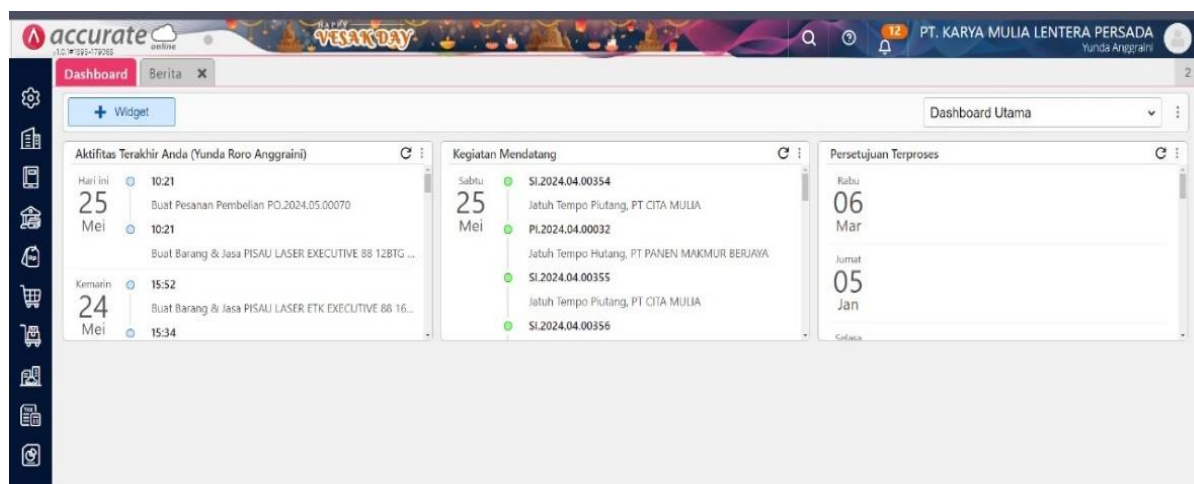 accurate
online
HAPPY
VESAK DAY
12
PT. KARYA MULIA LENTERA PERSADA
Yunda Anggraini
Dashboard
Berita
2
+ Widget
Dashboard Utama
Aktifitas Terakhir Anda (Yunda Roro Anggraini)
Hari ini
25
Mei
10:21
Buat Pesanan Pembelian PO.2024.05.00070
10:21
Buat Barang & Jasa PISAU LASER EXECUTIVE 88 12BTG ...
Kemarin
24
Mei
15:52
Buat Barang & Jasa PISAU LASER ETK EXECUTIVE 88 16...
15:34
Kegiatan Mendatang
Sabtu
25
Mei
SI.2024.04.00354
Jatuh Tempo Piutang, PT CITA MULIA
PI.2024.04.00032
Jatuh Tempo Hutang, PT PANEN MAKMUR BERJAYA
SI.2024.04.00355
Jatuh Tempo Piutang, PT CITA MULIA
SI.2024.04.00356
Persetujuan Terproses
Rabu
06
Mar
Jumat
05
Jan
Selasa